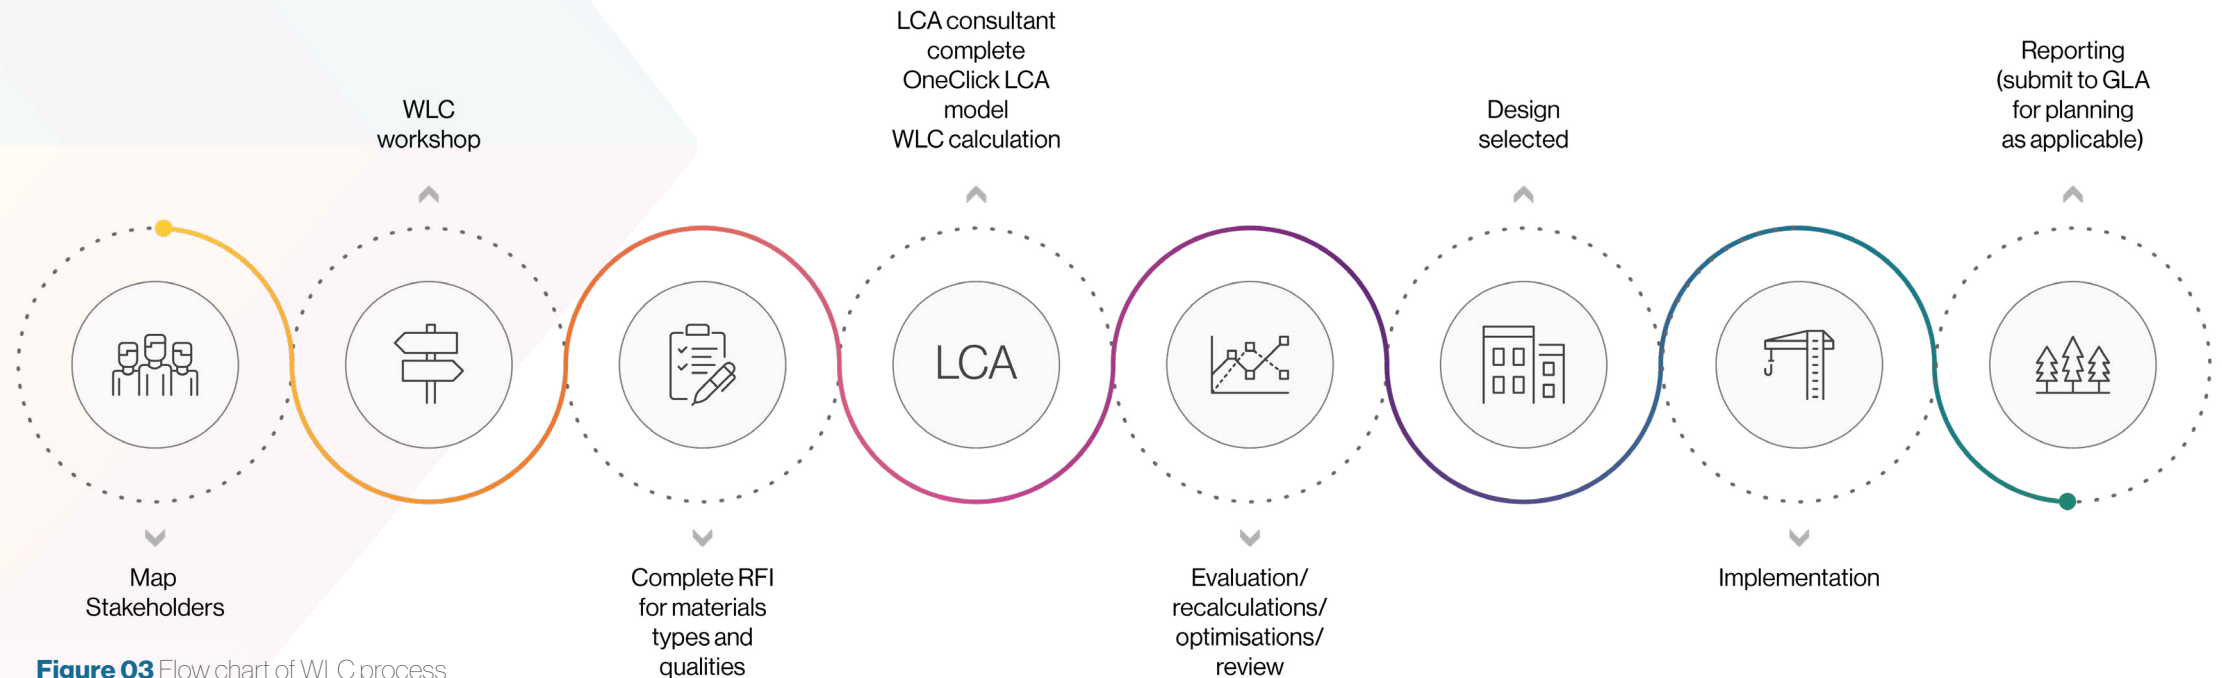 Map
Stakeholders
WLC
workshop
Complete RFI
for materials
types and
qualities
LCA consultant
complete
OneClick LCA
model
WLC calculation
LCA
Evaluation/
recalculations/
optimisations/
review
Design
selected
Implementation
Reporting
(submit to GLA
for planning
as applicable)
Figure 03 Flow chart of WLC process